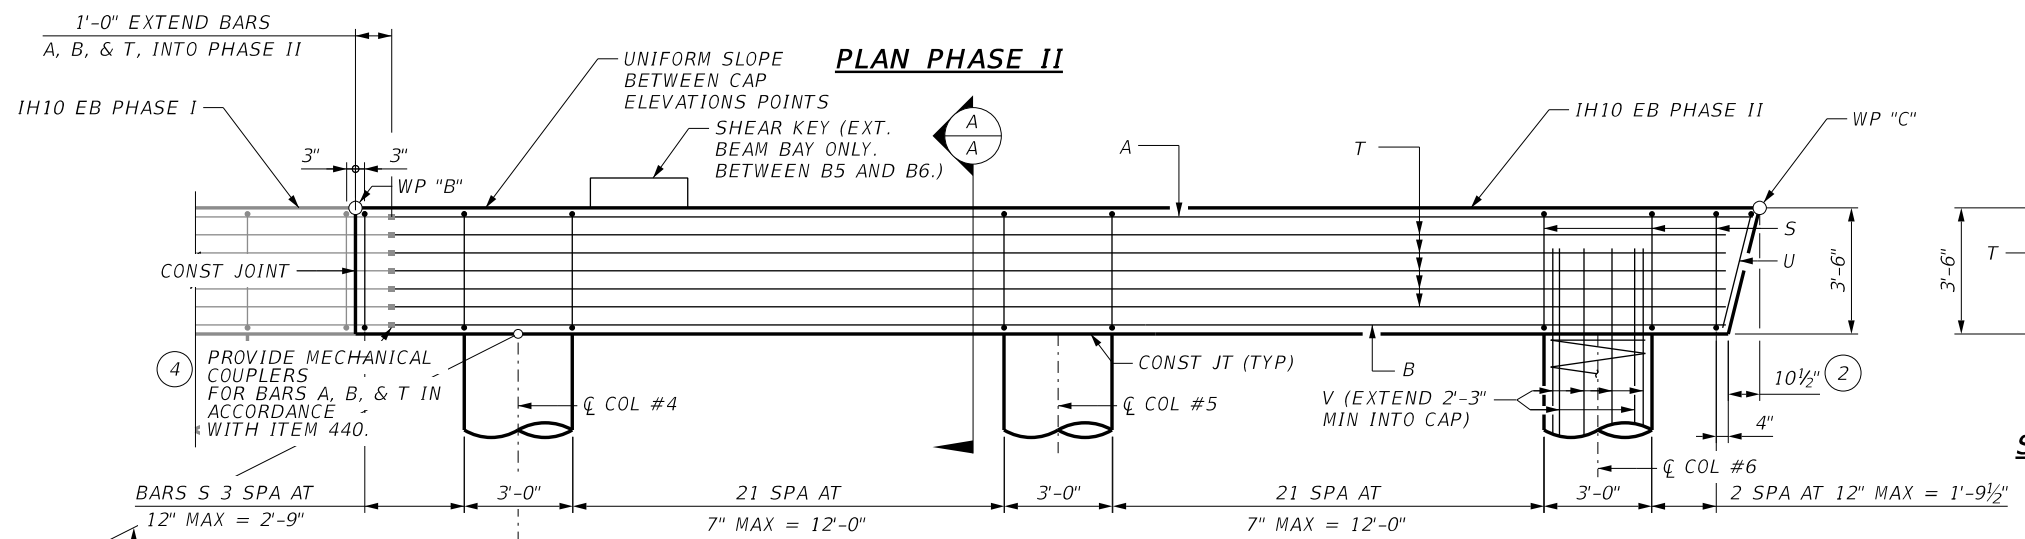 1'-0" EXTEND BARS
A, B, & T, INTO PHASE II
IH10 EB PHASE I
3"
3"
WP "B"
UNIFORM SLOPE
BETWEEN CAP
ELEVATIONS POINTS
SHEAR KEY (EXT.
BEAM BAY ONLY.
BETWEEN B5 AND B6.)
PLAN PHASE II
A
A
A
T
IH10 EB PHASE II
WP "C"
S
U
3'-6"
3'-6"
T
CONST JOINT
4
PROVIDE MECHANICAL
COUPLERS
FOR BARS A, B, & T IN
ACCORDANCE
WITH ITEM 440.
℄ COL #4
℄ COL #5
CONST JT (TYP)
B
V (EXTEND 2'-3"
MIN INTO CAP)
10½"
2
4"
℄ COL #6
BARS S 3 SPA AT
12" MAX = 2'-9"
3'-0"
21 SPA AT
7" MAX = 12'-0"
3'-0"
21 SPA AT
7" MAX = 12'-0"
3'-0"
2 SPA AT 12" MAX = 1'-9½"